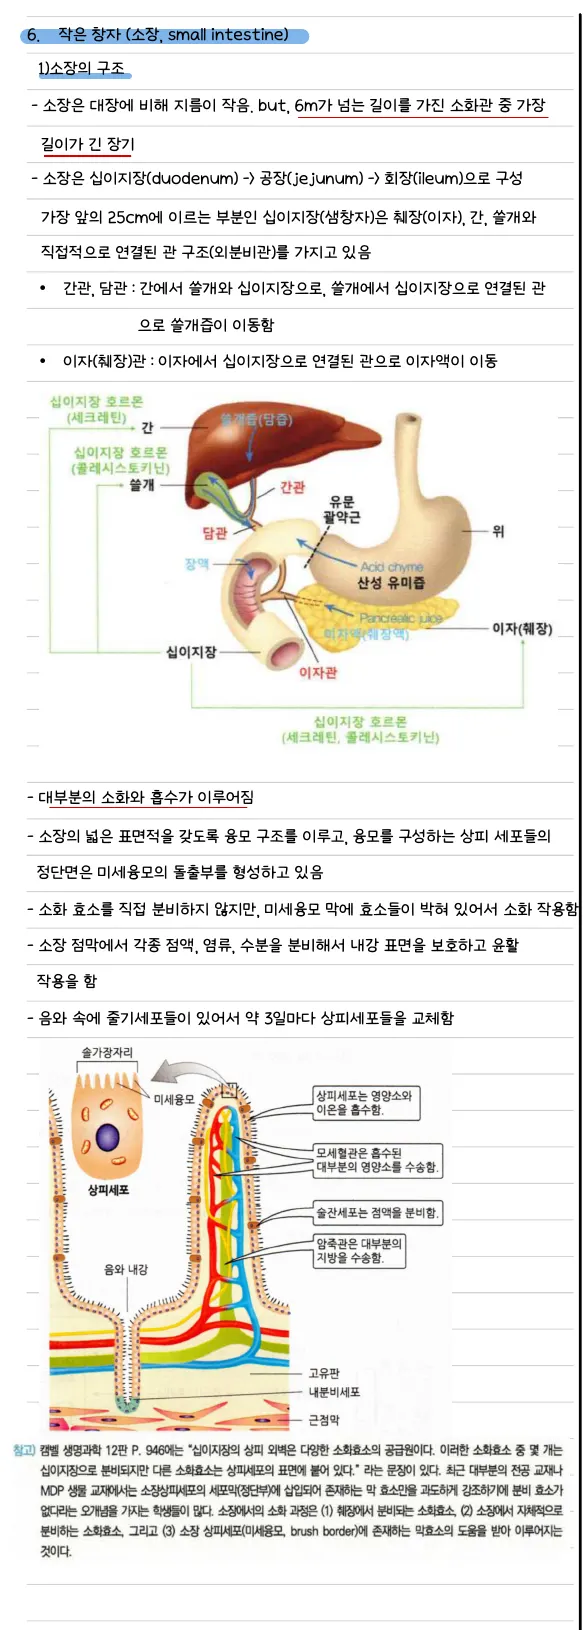 6. 작은 창자 (소장, small intestine)
1)소장의 구조
- 소장은 대장에 비해 지름이 작음. but, 6m가 넘는 길이를 가진 소화관 중 가장
길이가 긴 장기
- 소장은 십이지장(duodenum) -> 공장(jejunum) -> 회장(ileum)으로 구성
가장 앞의 25cm에 이르는 부분인 십이지장(샘창자)은 췌장(이자), 간, 쓸개와
직접적으로 연결된 관 구조(외분비관)를 가지고 있음
• 간관, 담관 : 간에서 쓸개와 십이지장으로, 쓸개에서 십이지장으로 연결된 관
으로 쓸개즙이 이동함
• 이자(췌장)관 : 이자에서 십이지장으로 연결된 관으로 이자액이 이동
십이지장 호르몬
(세크레틴)
간
쓸개즙(담즙)
십이지장 호르몬
(콜레시스토키닌)
쓸개
간관
유문
괄약근
담관
위
장액
Acid chyme
산성 유미즙
Pancrealic juice
이자액(췌장액)
이자(췌장)
십이지장
이자관
십이지장 호르몬
(세크레틴, 콜레시스토키닌)
- 대부분의 소화와 흡수가 이루어짐
- 소장의 넓은 표면적을 갖도록 융모 구조를 이루고, 융모를 구성하는 상피 세포들의
정단면은 미세융모의 돌출부를 형성하고 있음
- 소화 효소를 직접 분비하지 않지만, 미세융모 막에 효소들이 박혀 있어서 소화 작용함
- 소장 점막에서 각종 점액, 염류, 수분을 분비해서 내강 표면을 보호하고 윤활
작용을 함
- 음와 속에 줄기세포들이 있어서 약 3일마다 상피세포들을 교체함
솔가장자리
미세융모
상피세포
상피세포는 영양소와
이온을 흡수함.
모세혈관은 흡수된
대부분의 영양소를 수송함.
술잔세포는 점액을 분비함.
암죽관은 대부분의
지방을 수송함.
음와 내강
고유판
내분비세포
근점막
참고) 캠벨 생명과학 12판 P. 946에는 "십이지장의 상피 외벽은 다양한 소화효소의 공급원이다. 이러한 소화효소 중 몇 개는
십이지장으로 분비되지만 다른 소화효소는 상피세포의 표면에 붙어 있다." 라는 문장이 있다. 최근 대부분의 전공 교재나
MDP 생물 교재에서는 소장상피세포의 세포막(정단부)에 삽입되어 존재하는 막 효소만을 과도하게 강조하기에 분비 효소가
없다라는 오개념을 가지는 학생들이 많다. 소장에서의 소화 과정은 (1) 췌장에서 분비되는 소화효소, (2) 소장에서 자체적으로
분비하는 소화효소, 그리고 (3) 소장 상피세포(미세융모, brush border)에 존재하는 막효소의 도움을 받아 이루어지는
것이다.